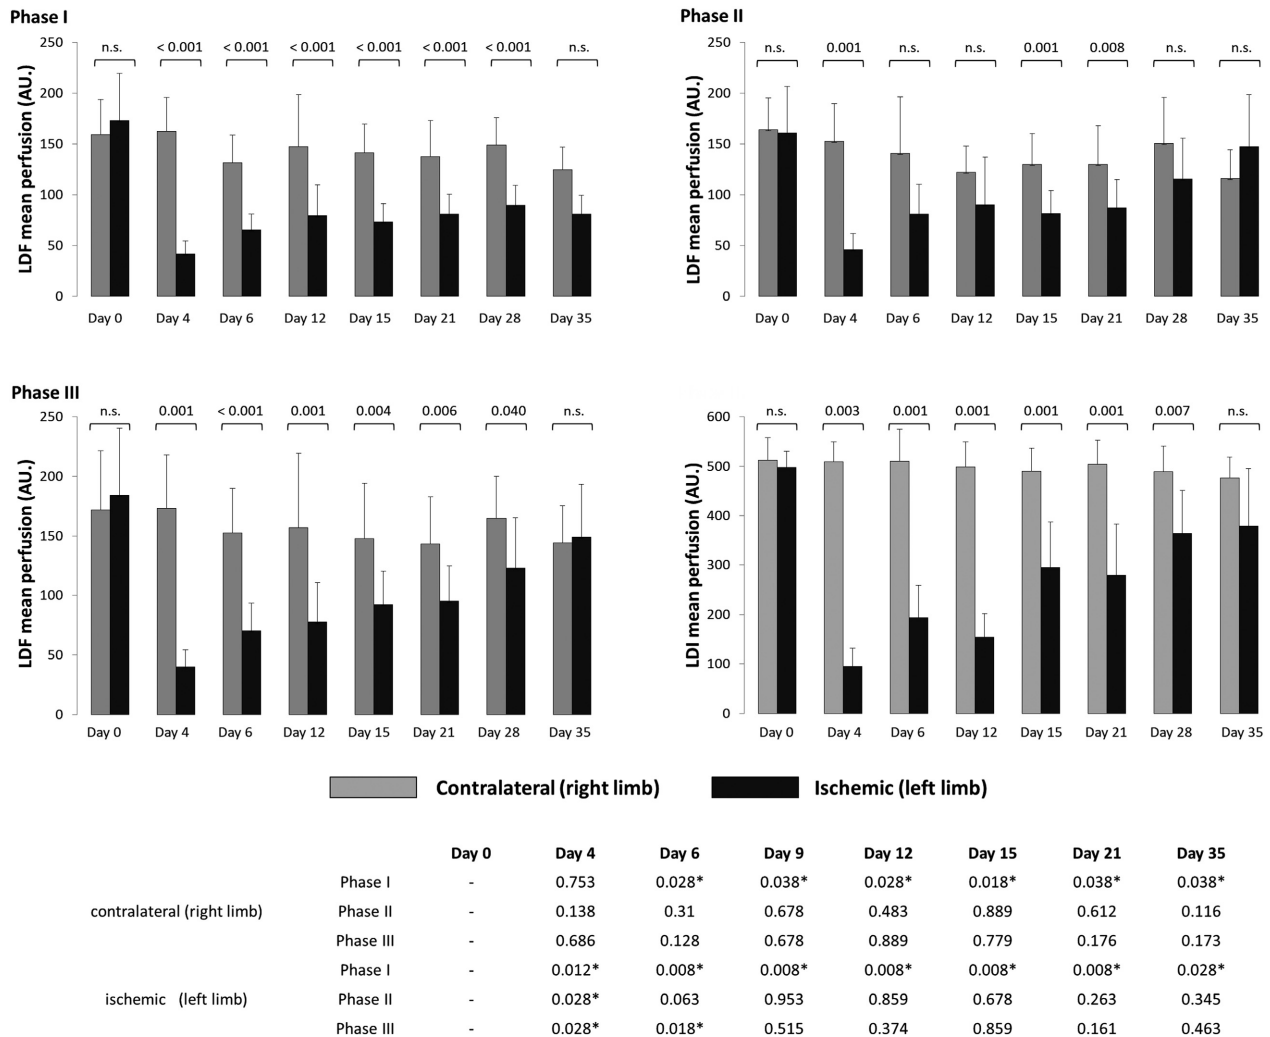 Phase I
n.s. < 0.001 < 0.001 < 0.001 < 0.001 < 0.001 < 0.001 n.s.
LDF mean perfusion (AU.)
250
200
150
100
50
0
Day 0 Day 4 Day 6 Day 12 Day 15 Day 21 Day 28 Day 35
Phase II
n.s. 0.001 n.s. n.s. 0.001 0.008 n.s. n.s.
LDF mean perfusion (AU.)
250
200
150
100
50
0
Day 0 Day 4 Day 6 Day 12 Day 15 Day 21 Day 28 Day 35
Phase III
n.s. 0.001 < 0.001 0.001 0.004 0.006 0.040 n.s.
LDF mean perfusion (AU.)
250
200
150
100
50
0
Day 0 Day 4 Day 6 Day 12 Day 15 Day 21 Day 28 Day 35
n.s. 0.003 0.001 0.001 0.001 0.001 0.007 n.s.
LDI mean perfusion (AU.)
600
500
400
300
200
100
0
Day 0 Day 4 Day 6 Day 12 Day 15 Day 21 Day 28 Day 35
Contralateral (right limb) Ischemic (left limb)
Day 0 Day 4 Day 6 Day 9 Day 12 Day 15 Day 21 Day 35
Phase I - 0.753 0.028* 0.038* 0.028* 0.018* 0.038* 0.038*
contralateral (right limb) Phase II - 0.138 0.31 0.678 0.483 0.889 0.612 0.116
Phase III - 0.686 0.128 0.678 0.889 0.779 0.176 0.173
Phase I - 0.012* 0.008* 0.008* 0.008* 0.008* 0.008* 0.028*
ischemic (left limb) Phase II - 0.028* 0.063 0.953 0.859 0.678 0.263 0.345
Phase III - 0.028* 0.018* 0.515 0.374 0.859 0.161 0.463